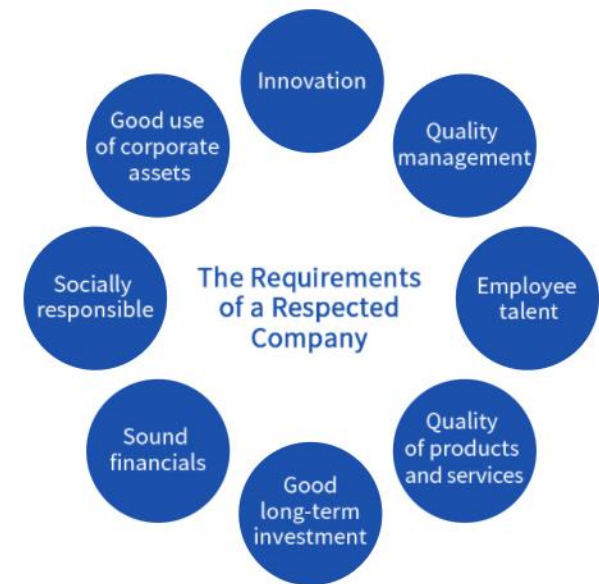 The Requirements
of a Respected
Company
Innovation
Quality
management
Employee
talent
Quality
of products
and services
Good
long-term
investment
Sound
financials
Socially
responsible
Good use
of corporate
assets